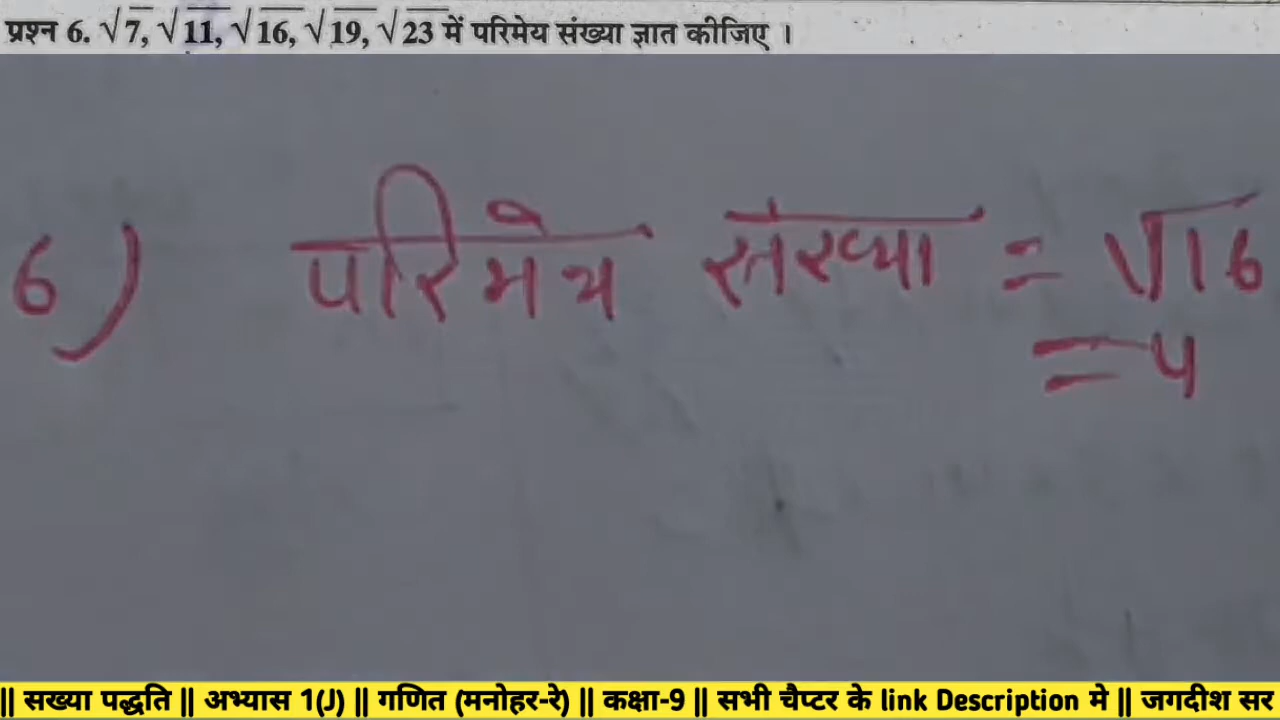 प्रश्न 6. √7, √11, √16, √19, √23 में परिमेय संख्या ज्ञात कीजिए ।
6) परिमेय संख्या = √16
= 4
|| सख्या पद्धति || अभ्यास 1(J) || गणित (मनोहर-रे) || कक्षा-9 || सभी चैप्टर के link Description मे || जगदीश सर